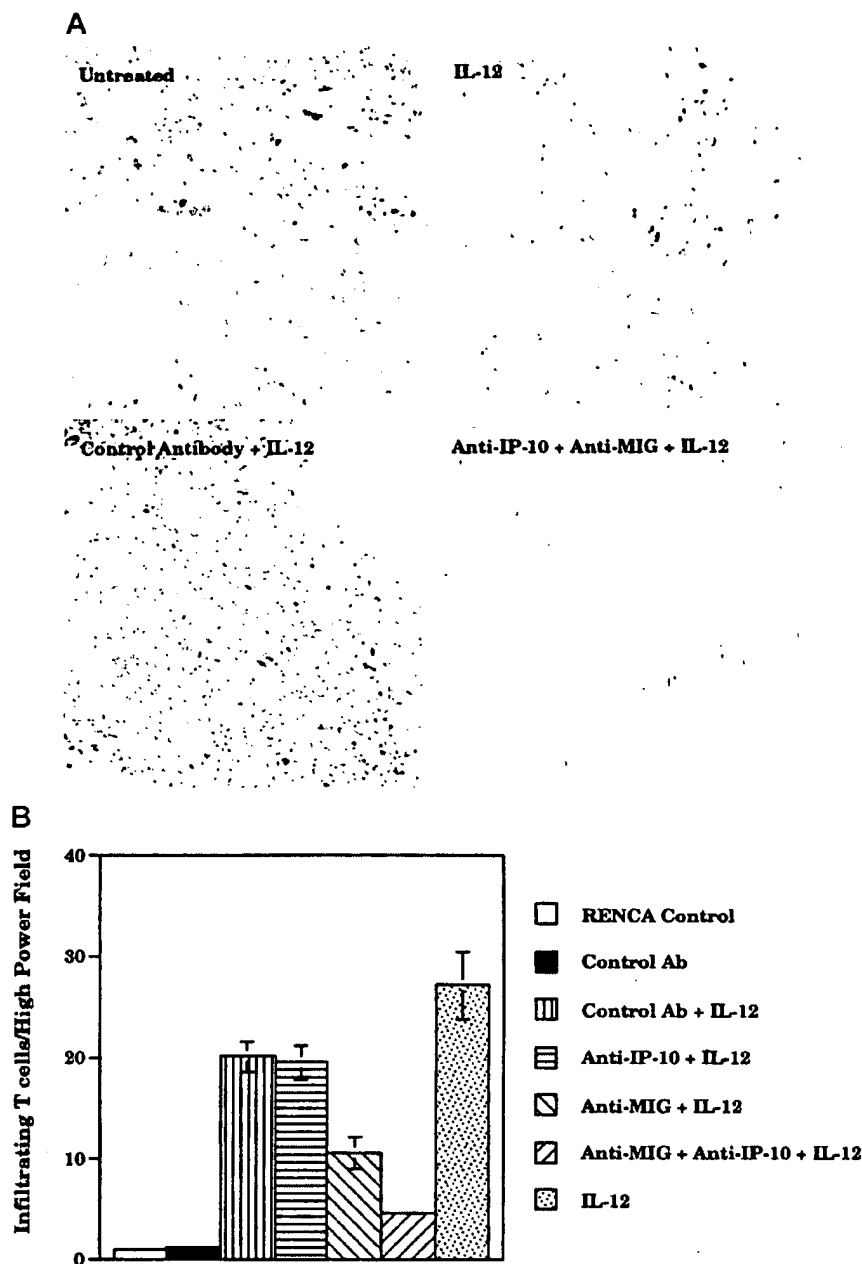 A
Untreated
IL-12
Control Antibody + IL-12
Anti-IP-10 + Anti-MIG + IL-12
B
Infiltrating T cells/High Power Field
40
30
20
10
0
RENCA Control
Control Ab
Control Ab + IL-12
Anti-IP-10 + IL-12
Anti-MIG + IL-12
Anti-MIG + Anti-IP-10 + IL-12
IL-12